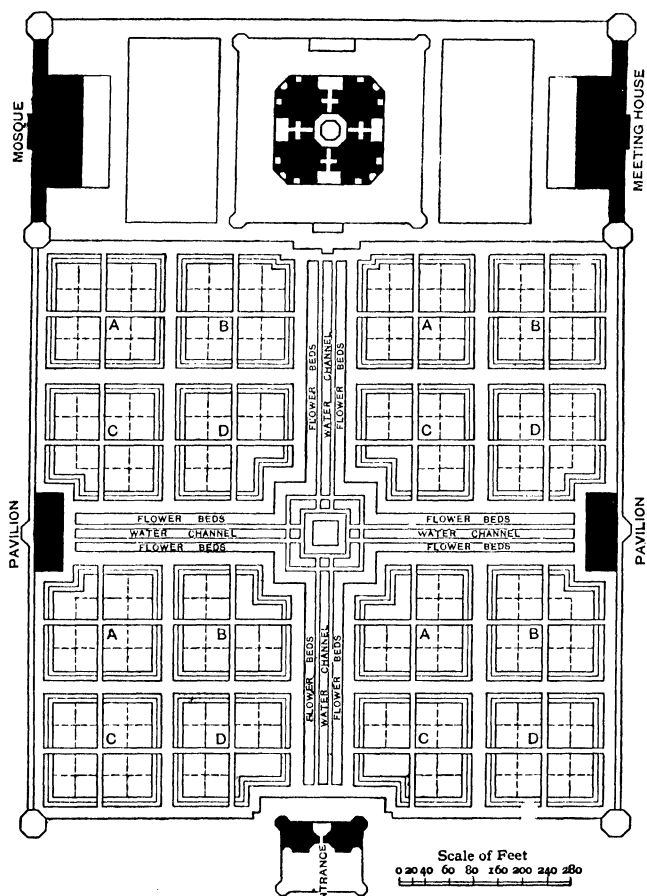 MOSQUE
MEETING HOUSE
A
B
A
B
FLOWER BEDS
WATER CHANNEL
FLOWER BEDS
C
D
C
D
PAVILION
FLOWER BEDS
WATER CHANNEL
FLOWER BEDS
FLOWER BEDS
WATER CHANNEL
FLOWER BEDS
PAVILION
A
B
A
B
FLOWER BEDS
WATER CHANNEL
FLOWER BEDS
C
D
C
D
ENTRANCE
Scale of Feet
0 20 40 60 80 160 200 240 280